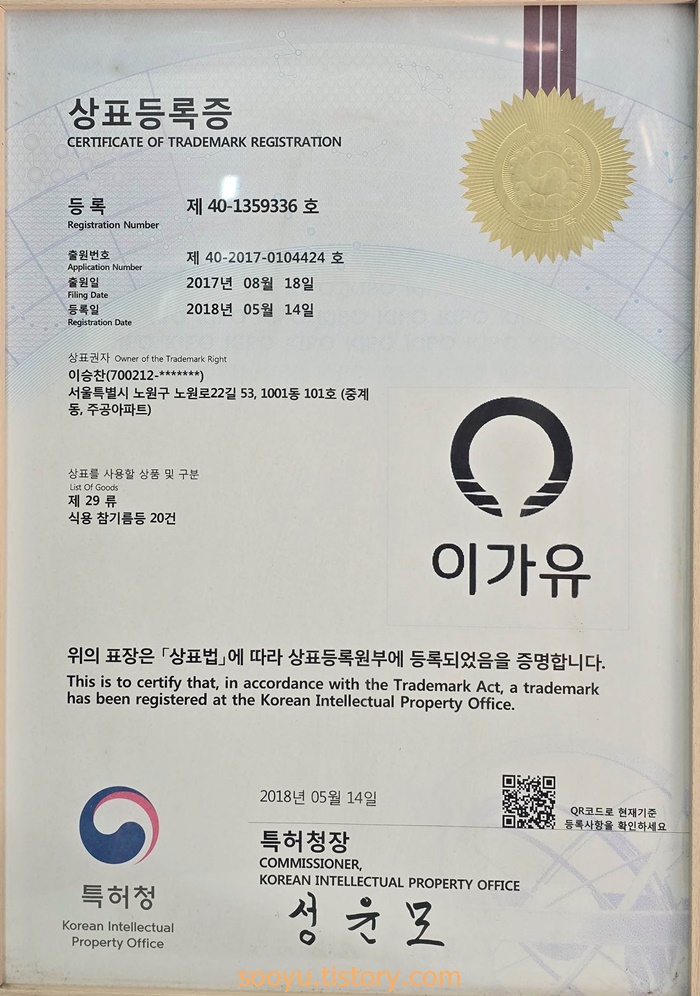 상표등록증
CERTIFICATE OF TRADEMARK REGISTRATION
등록 제 40-1359336 호
Registration Number
출원번호 제 40-2017-0104424 호
Application Number
출원일 2017년 08월 18일
Filing Date
등록일 2018년 05월 14일
Registration Date
상표권자 Owner of the Trademark Right
이승찬(700212-*******)
서울특별시 노원구 노원로22길 53, 1001동 101호 (중계
동, 주공아파트)
상표를 사용할 상품 및 구분
List Of Goods
제 29 류
식용 참기름등 20건
이가유
위의 표장은 「상표법」에 따라 상표등록원부에 등록되었음을 증명합니다.
This is to certify that, in accordance with the Trademark Act, a trademark
has been registered at the Korean Intellectual Property Office.
2018년 05월 14일
QR코드로 현재기준
등록사항을 확인하세요
특허청장
COMMISSIONER,
KOREAN INTELLECTUAL PROPERTY OFFICE
성윤모
특허청
Korean Intellectual
Property Office
sooyu.tistory.com